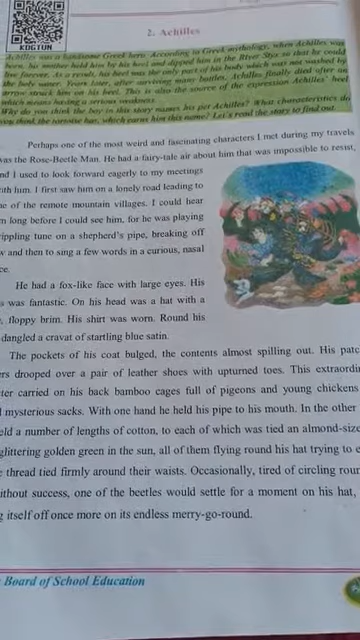 KQTGUN
2. Achilles
Achilles was a handsome Greek hero. According to Greek mythology, when Achilles was
born, his mother held him by his heel and dipped him in the River Styx so that he could
live forever. As a result, his heel was the only part of his body which was not washed by
the holy water. Years later, after surviving many battles, Achilles finally died after an
arrow struck him on his heel. This is also the source of the expression Achilles' heel
which means having a serious weakness.
Why do you think the boy in this story names his pet Achilles? What characteristics do
you think the tortoise has, which earns him this name? Let's read the story to find out.
Perhaps one of the most weird and fascinating characters I met during my travels
was the Rose-Beetle Man. He had a fairy-tale air about him that was impossible to resist,
nd I used to look forward eagerly to my meetings
ith him. I first saw him on a lonely road leading to
ne of the remote mountain villages. I could hear
m long before I could see him, for he was playing
rippling tune on a shepherd's pipe, breaking off
w and then to sing a few words in a curious, nasal
ce.
He had a fox-like face with large eyes. His
s was fantastic. On his head was a hat with a
, floppy brim. His shirt was worn. Round his
dangled a cravat of startling blue satin.
The pockets of his coat bulged, the contents almost spilling out. His patc
ers drooped over a pair of leather shoes with upturned toes. This extraordi
ter carried on his back bamboo cages full of pigeons and young chickens
d mysterious sacks. With one hand he held his pipe to his mouth. In the other
eld a number of lengths of cotton, to each of which was tied an almond-size
glittering golden green in the sun, all of them flying round his hat trying to e
e thread tied firmly around their waists. Occasionally, tired of circling roun
ithout success, one of the beetles would settle for a moment on his hat,
g itself off once more on its endless merry-go-round.
Board of School Education